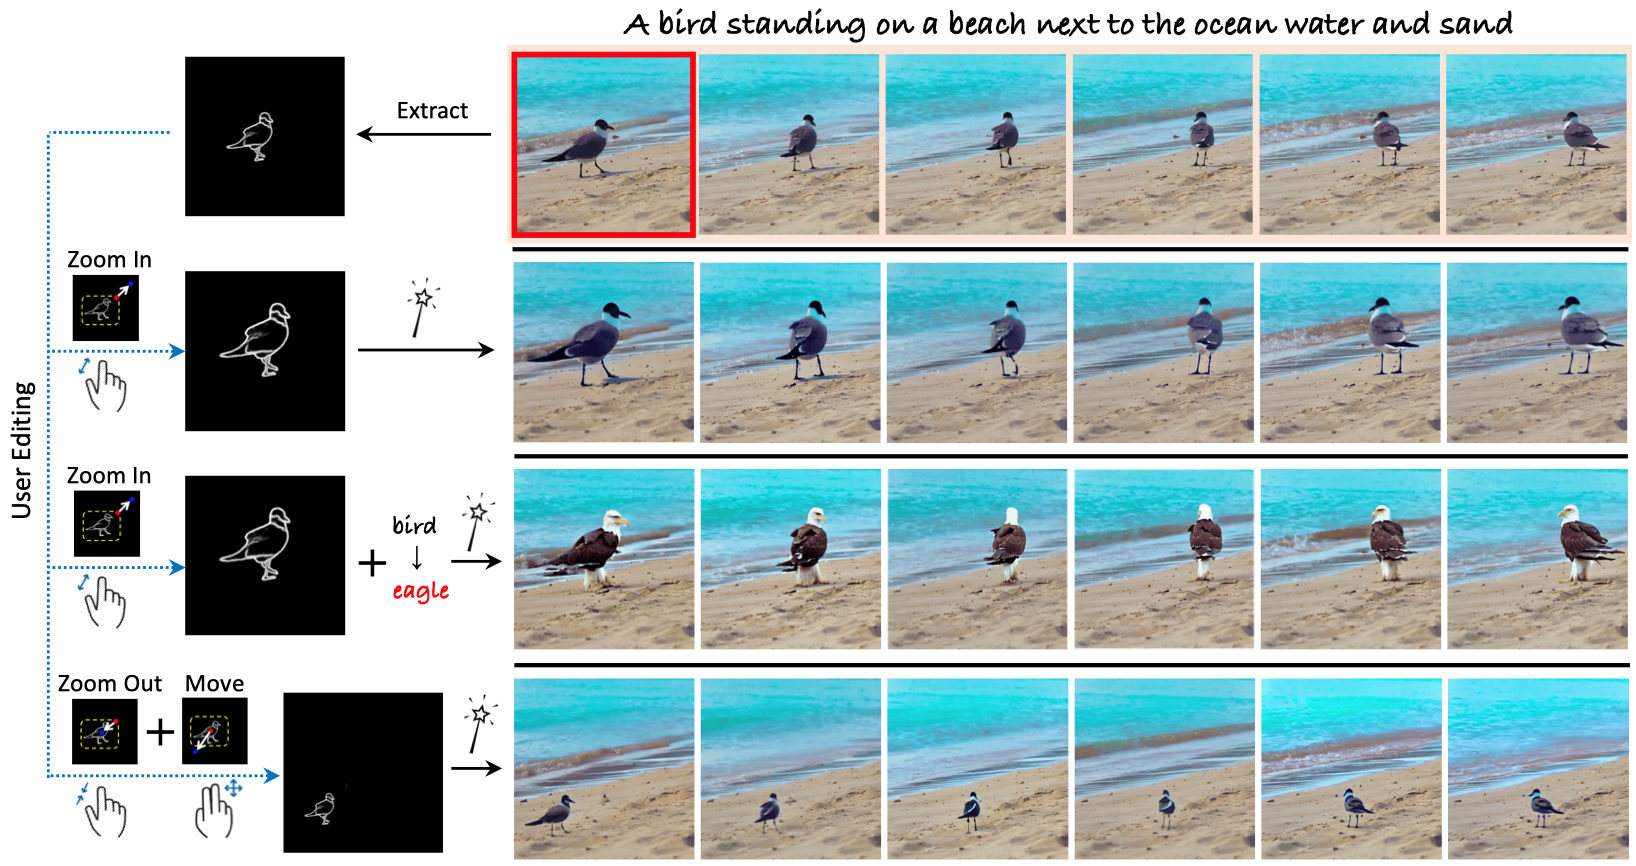 A bird standing on a beach next to the ocean water and sand
Extract
User Editing
Zoom In
Zoom In
+
bird
↓
eagle
Zoom Out + Move